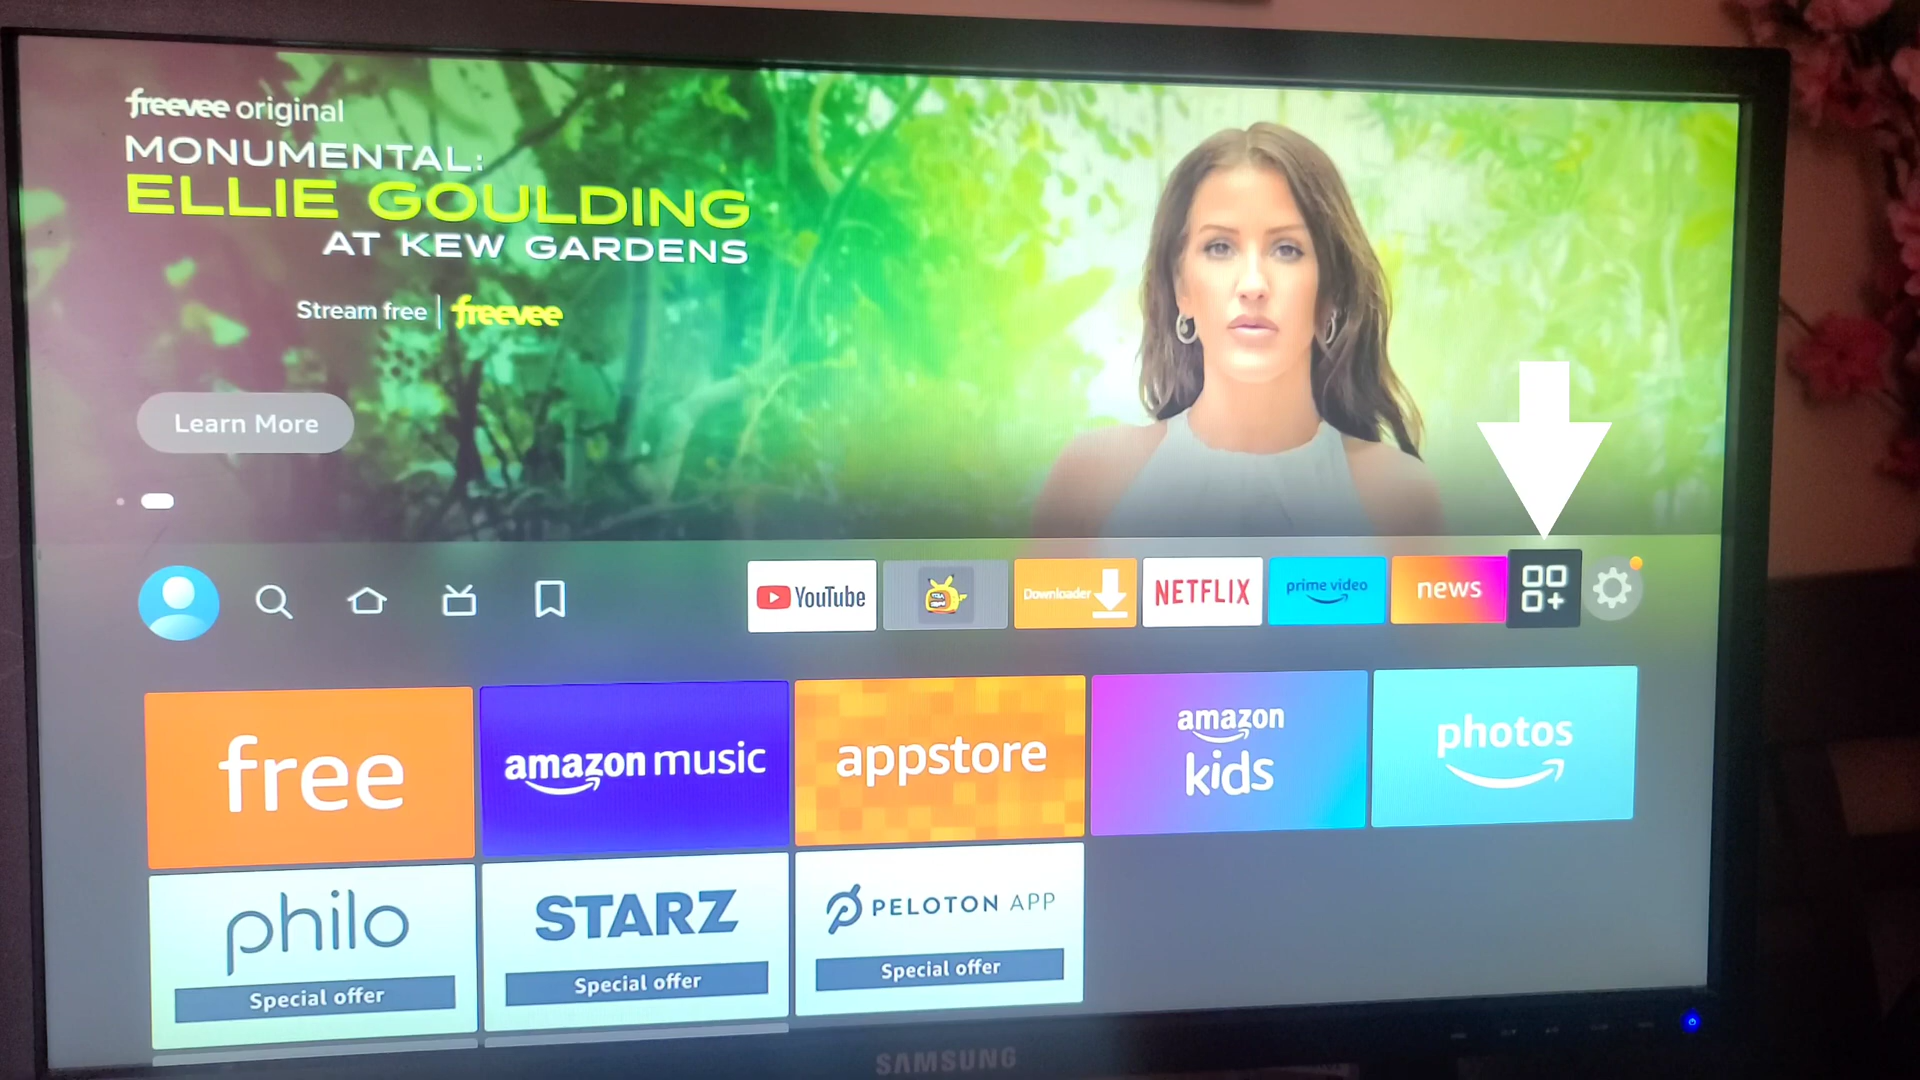 freevee original
MONUMENTAL:
ELLIE GOULDING
AT KEW GARDENS
Stream free | freevee
Learn More
YouTube
Downloader
NETFLIX
prime video
news
free
amazon music
appstore
amazon
kids
photos
philo
Special offer
STARZ
Special offer
PELOTON APP
Special offer
SAMSUNG